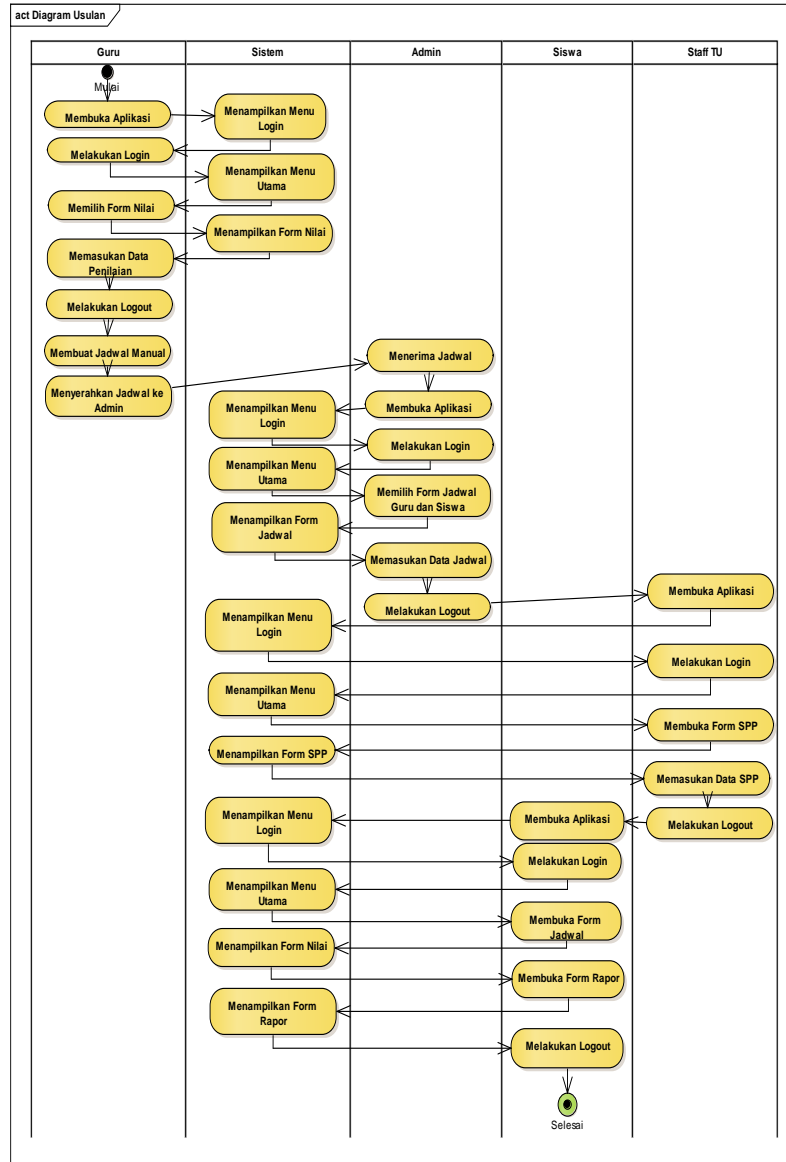 act Diagram Usulan
Guru
Sistem
Admin
Siswa
Staff TU
Mulai
Membuka Aplikasi
Menampilkan Menu
Login
Melakukan Login
Menampilkan Menu
Utama
Memilih Form Nilai
Menampilkan Form Nilai
Memasukan Data
Penilaian
Melakukan Logout
Membuat Jadwal Manual
Menyerahkan Jadwal ke
Admin
Menerima Jadwal
Membuka Aplikasi
Menampilkan Menu
Login
Melakukan Login
Menampilkan Menu
Utama
Memilih Form Jadwal
Guru dan Siswa
Menampilkan Form
Jadwal
Memasukan Data Jadwal
Melakukan Logout
Membuka Aplikasi
Menampilkan Menu
Login
Melakukan Login
Menampilkan Menu
Utama
Membuka Form SPP
Menampilkan Form SPP
Memasukan Data SPP
Melakukan Logout
Membuka Aplikasi
Menampilkan Menu
Login
Melakukan Login
Menampilkan Menu
Utama
Membuka Form
Jadwal
Menampilkan Form Nilai
Membuka Form Rapor
Menampilkan Form
Rapor
Melakukan Logout
Selesai